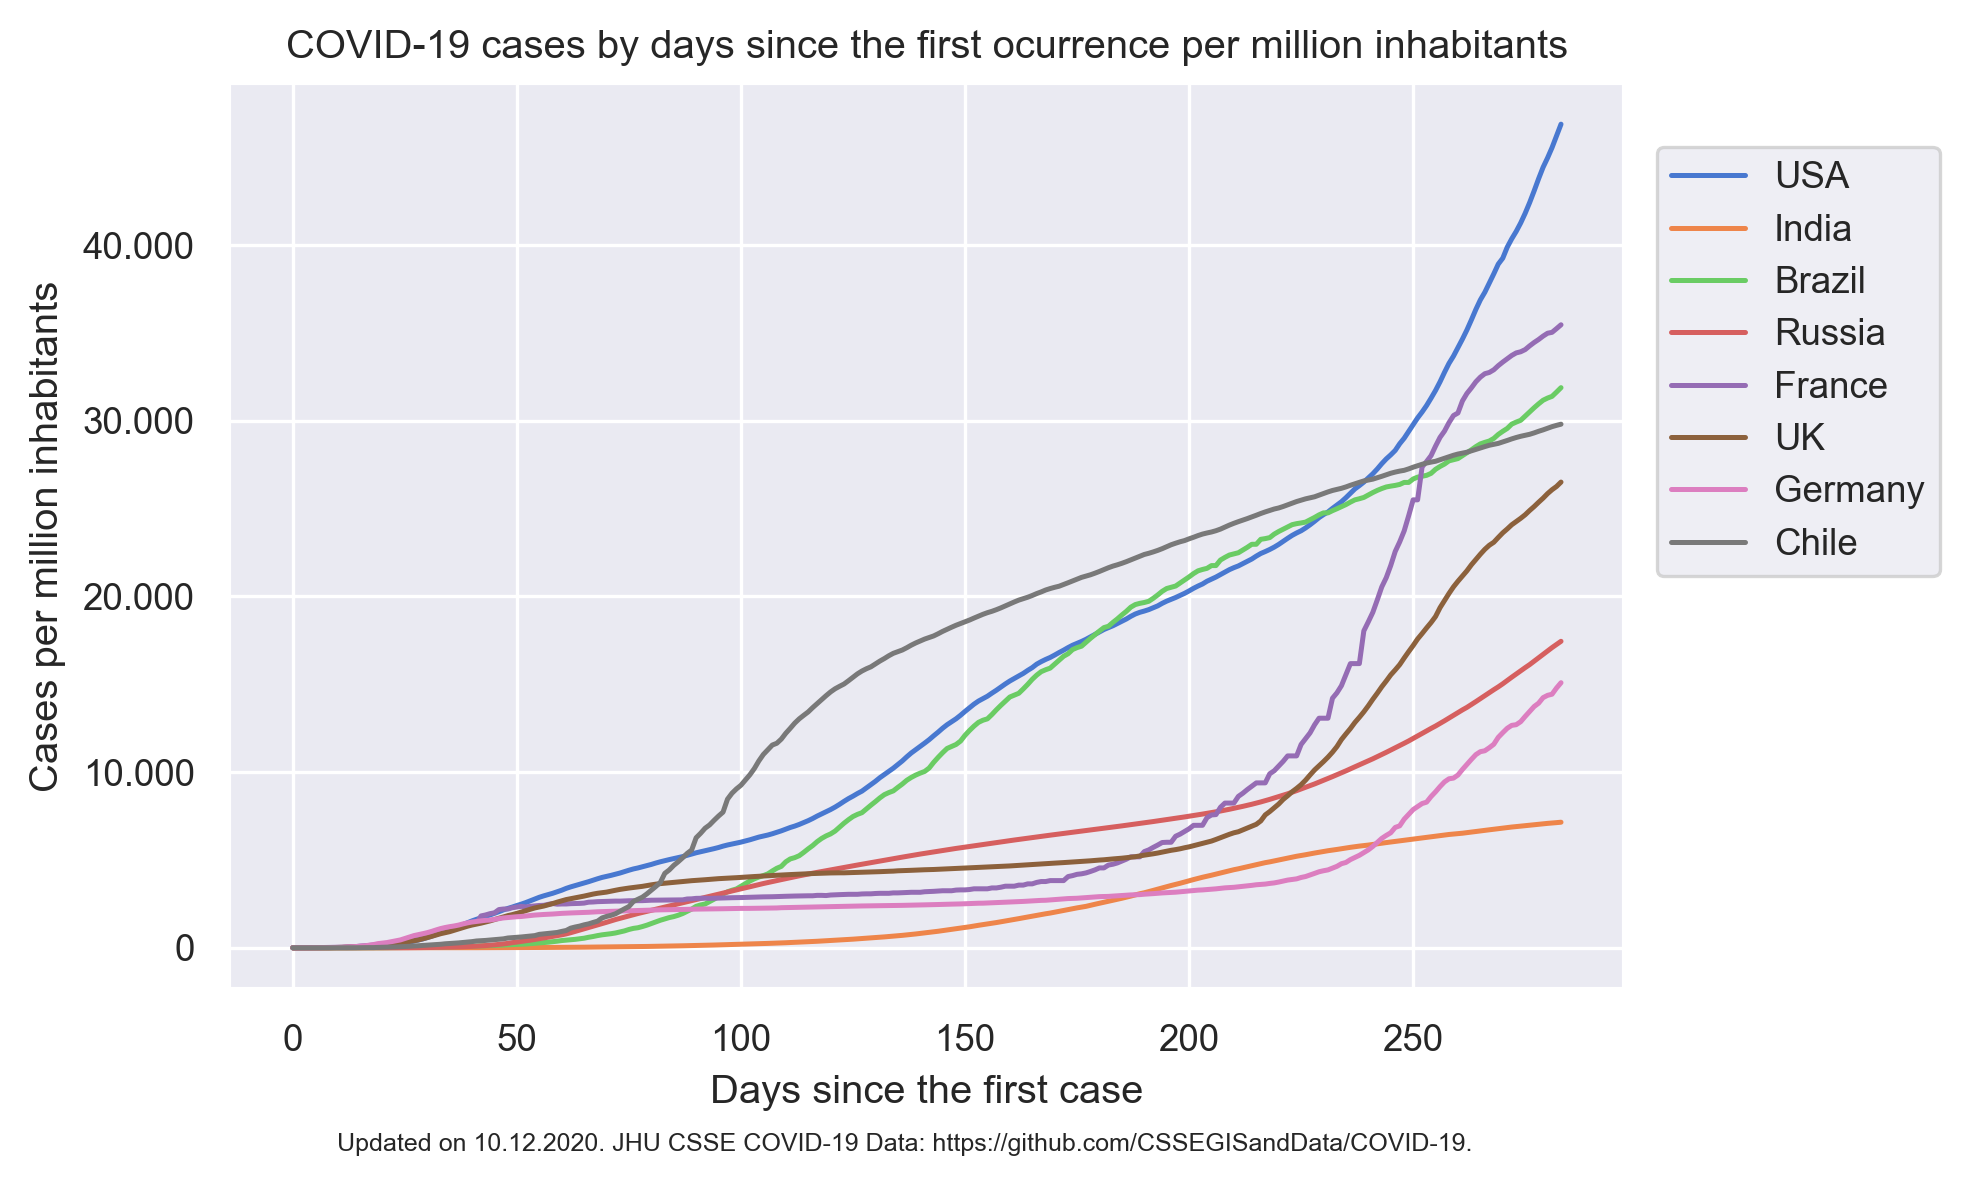 COVID-19 cases by days since the first ocurrence per million inhabitants
Cases per million inhabitants
40.000
30.000
20.000
10.000
0
0 50 100 150 200 250
Days since the first case
USA
India
Brazil
Russia
France
UK
Germany
Chile
Updated on 10.12.2020. JHU CSSE COVID-19 Data: https://github.com/CSSEGISandData/COVID-19.